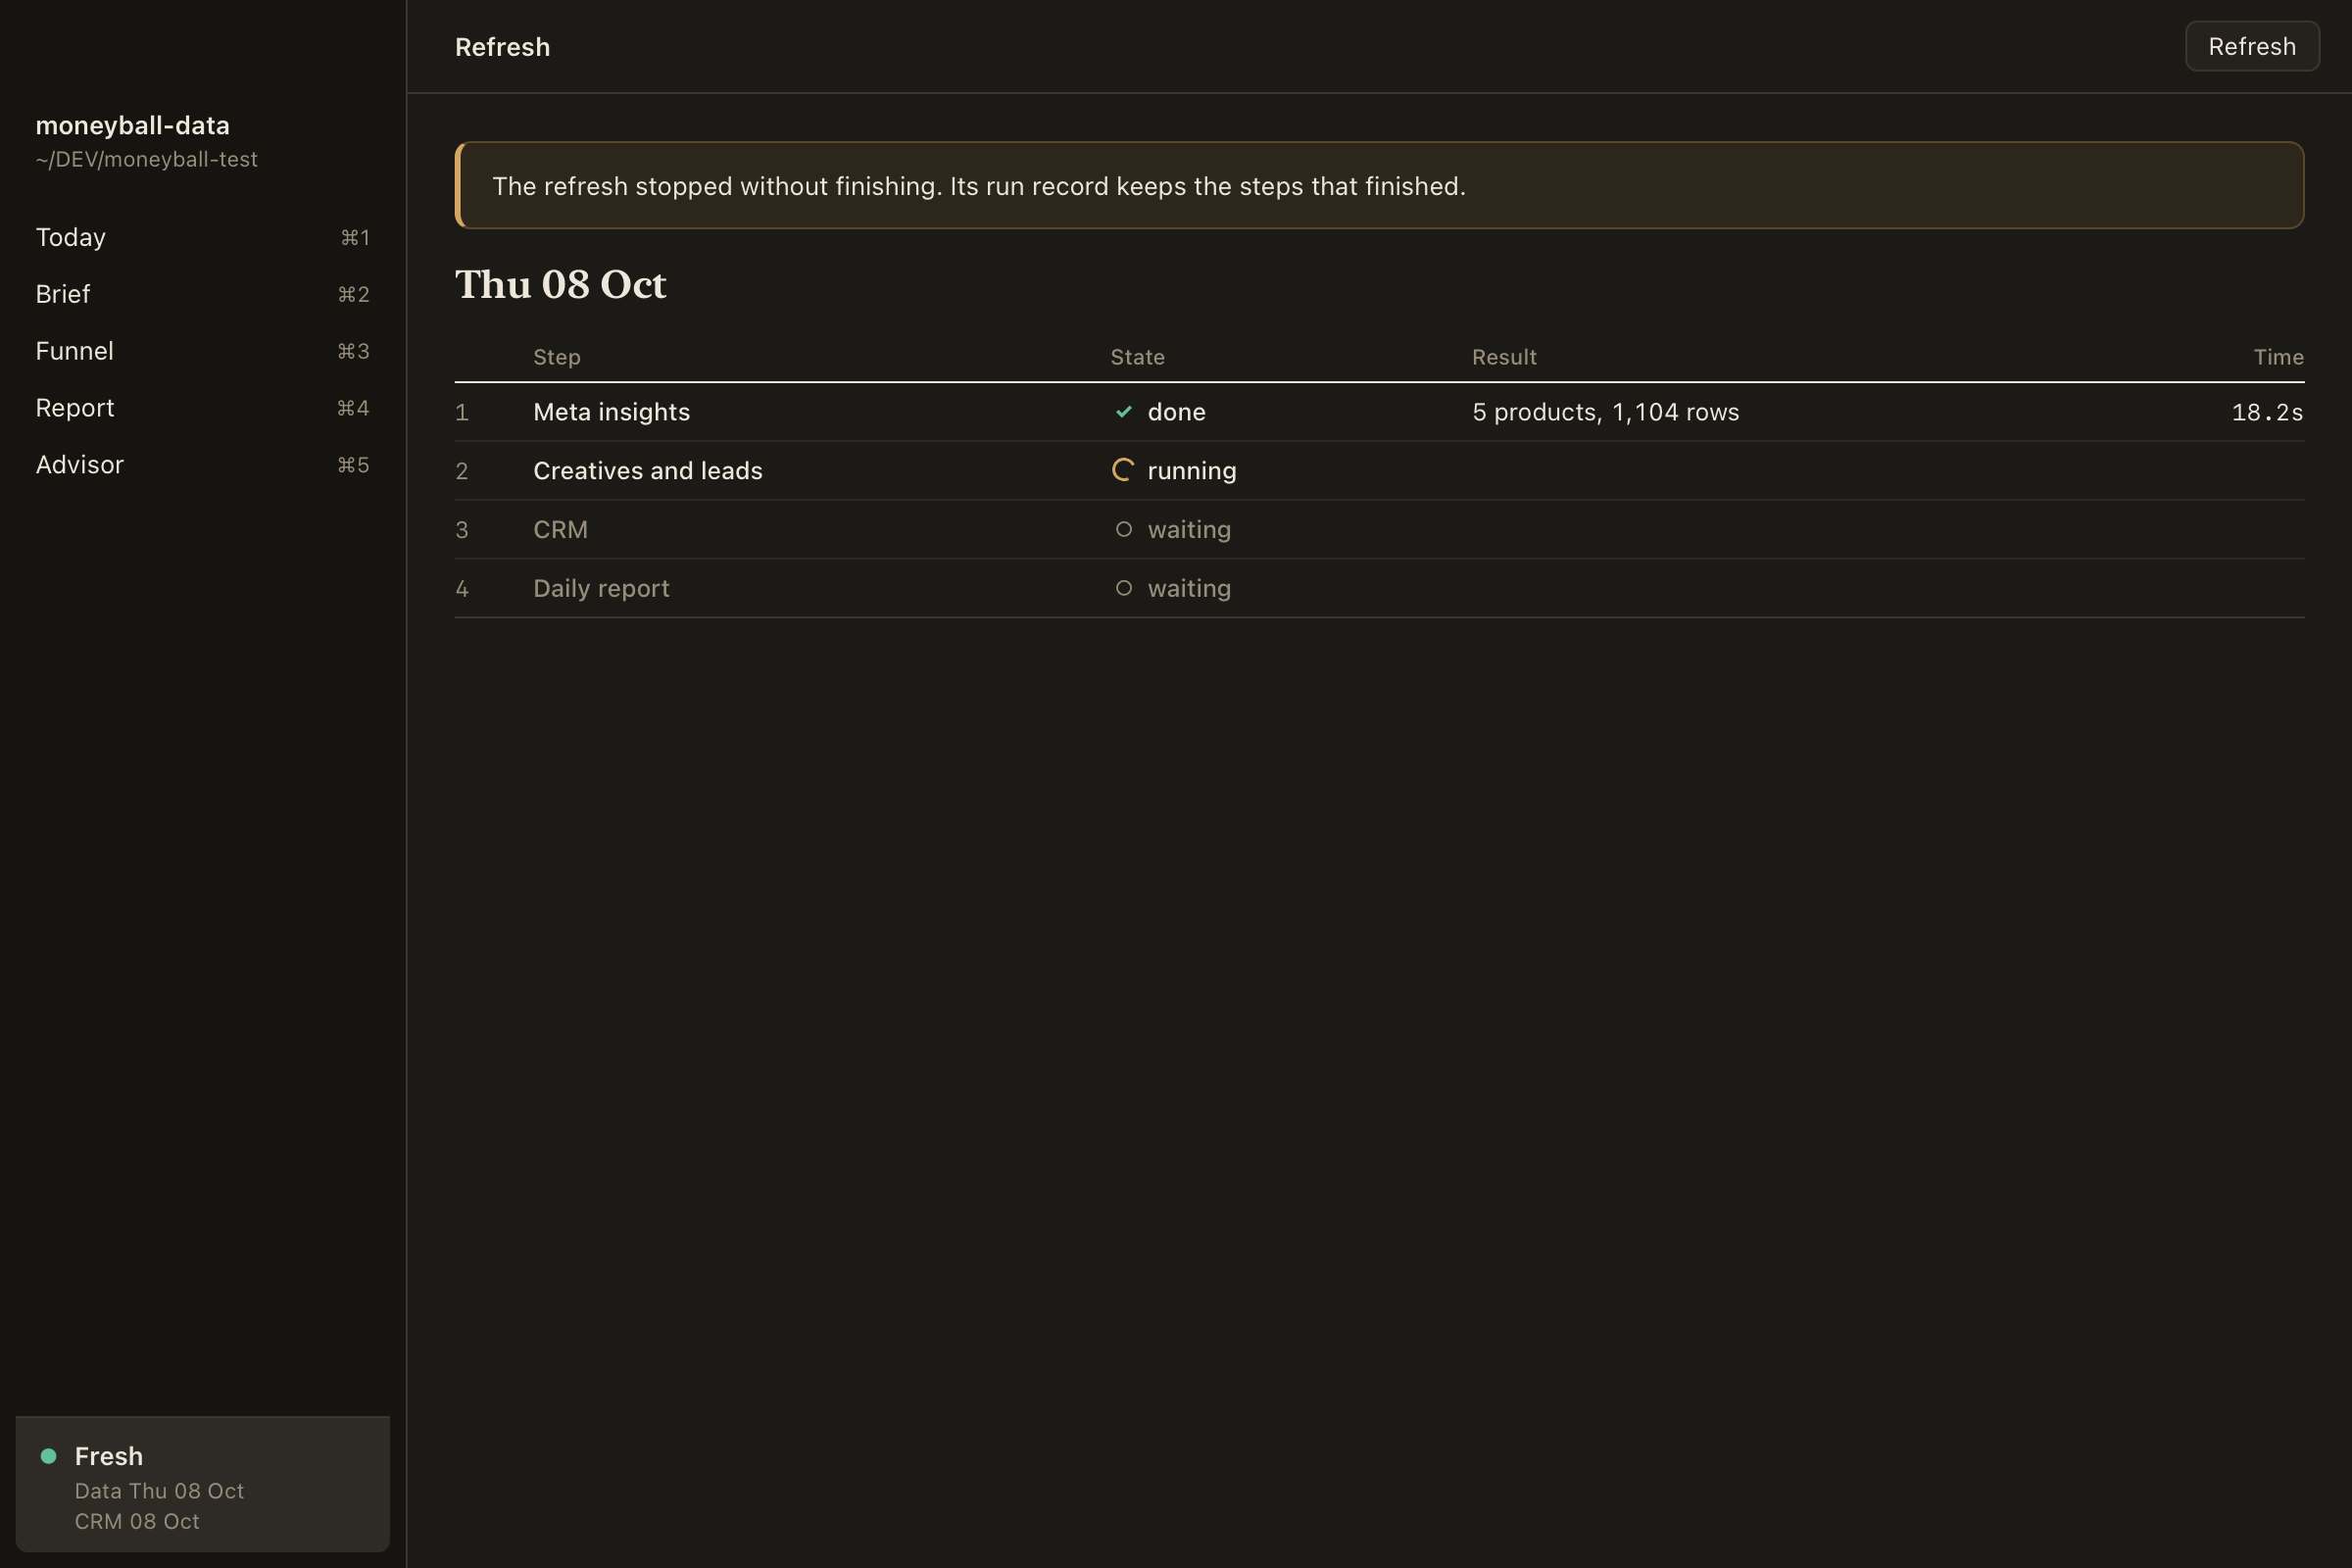 Refresh
Refresh
moneyball-data
~/DEV/moneyball-test
Today ⌘1
Brief ⌘2
Funnel ⌘3
Report ⌘4
Advisor ⌘5
The refresh stopped without finishing. Its run record keeps the steps that finished.
Thu 08 Oct
Step State Result Time
1 Meta insights done 5 products, 1,104 rows 18.2s
2 Creatives and leads running
3 CRM waiting
4 Daily report waiting
Fresh
Data Thu 08 Oct
CRM 08 Oct